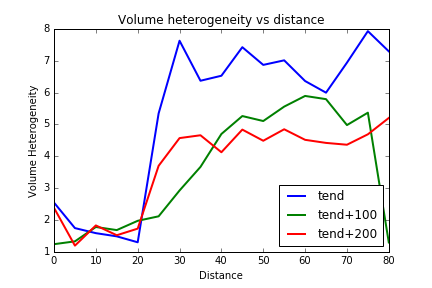 Volume heterogeneity vs distance
8
7
6
5
4
3
2
1
Volume Heterogeneity
tend
tend+100
tend+200
0 10 20 30 40 50 60 70 80
Distance